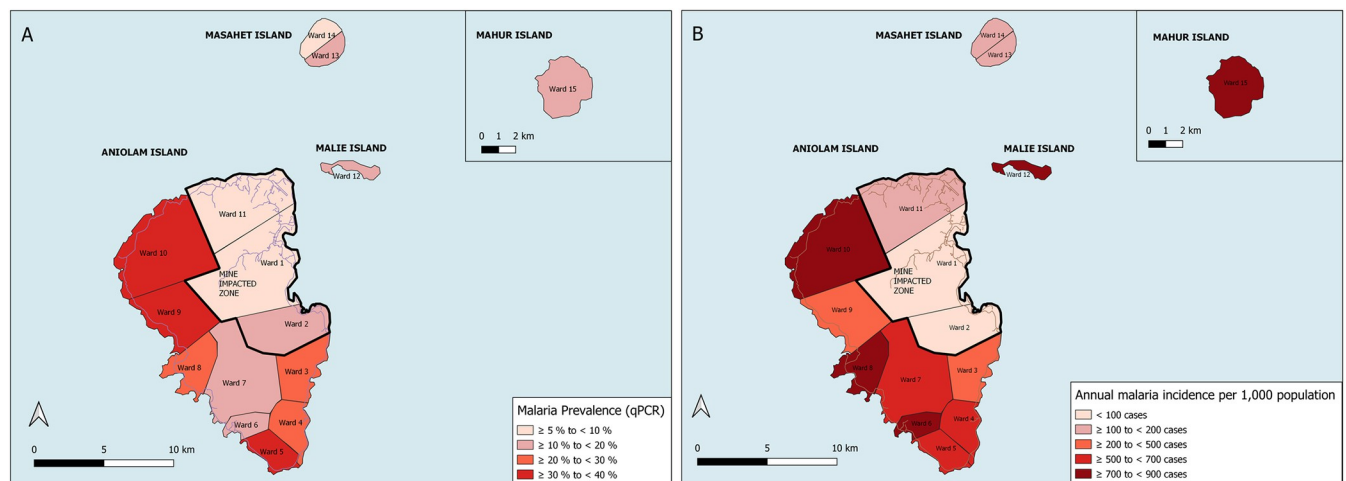 A
MASAHET ISLAND
Ward 14
Ward 13
MAHUR ISLAND
Ward 15
0 1 2 km
ANIOLAM ISLAND
MALIE ISLAND
Ward 12
Ward 11
Ward 10
Ward 1
MINE
IMPACTED
ZONE
Ward 9
Ward 2
Ward 8
Ward 3
Ward 7
Ward 6
Ward 4
Ward 5
0 5 10 km
Malaria Prevalence (qPCR)
≥ 5 % to < 10 %
≥ 10 % to < 20 %
≥ 20 % to < 30 %
≥ 30 % to < 40 %
B
MASAHET ISLAND
Ward 14
Ward 13
MAHUR ISLAND
Ward 15
0 1 2 km
ANIOLAM ISLAND
MALIE ISLAND
Ward 12
Ward 11
Ward 10
Ward 1
MINE
IMPACTED
ZONE
Ward 9
Ward 2
Ward 8
Ward 3
Ward 7
Ward 6
Ward 4
Ward 5
0 5 10 km
Annual malaria incidence per 1,000 population
< 100 cases
≥ 100 to < 200 cases
≥ 200 to < 500 cases
≥ 500 to < 700 cases
≥ 700 to < 900 cases